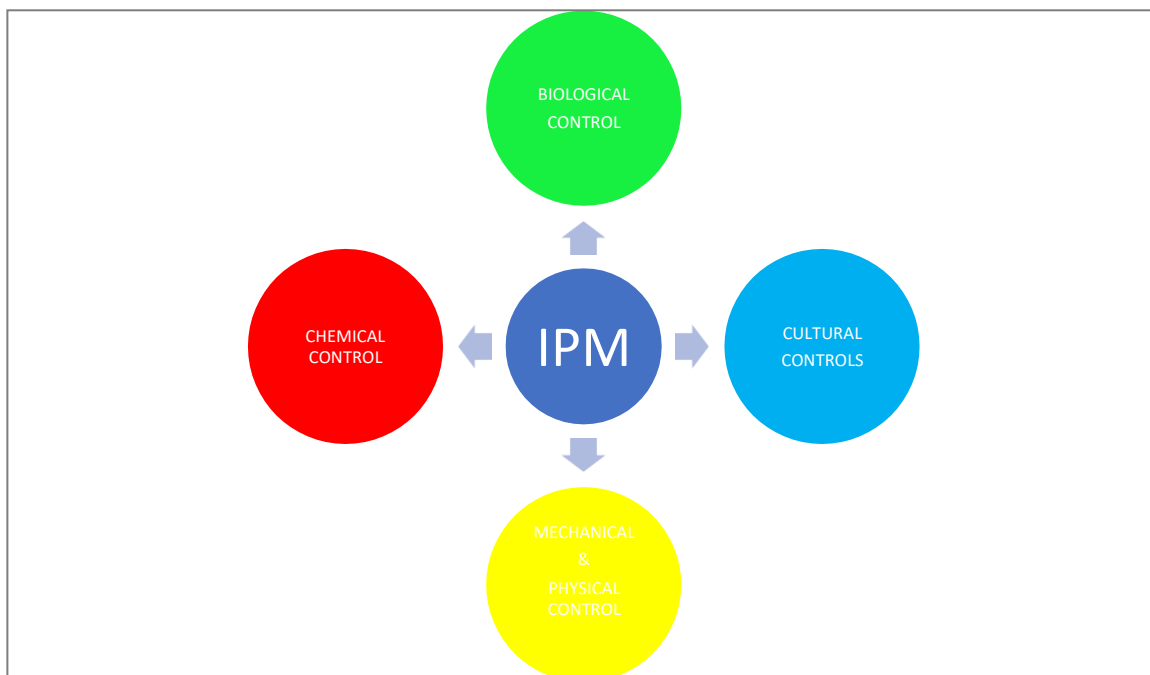 BIOLOGICAL
CONTROL
CHEMICAL
CONTROL
IPM
CULTURAL
CONTROLS
MECHANICAL
&
PHYSICAL
CONTROL